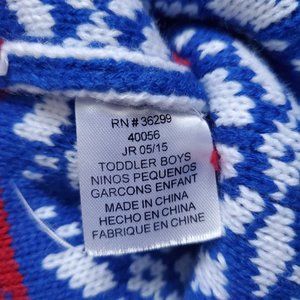 RN # 36299
40056
JR 05/15
TODDLER BOYS
NINOS PEQUENOS
GARCONS ENFANT
MADE IN CHINA
HECHO EN CHINA
FABRIQUE EN CHINE